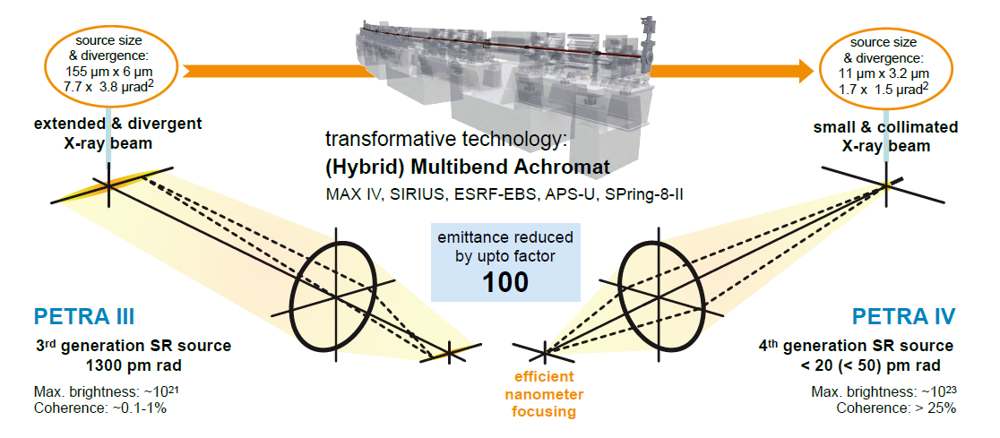 source size
& divergence:
155 µm x 6 µm
7.7 x 3.8 µrad2
extended & divergent
X-ray beam
transformative technology:
(Hybrid) Multibend Achromat
MAX IV, SIRIUS, ESRF-EBS, APS-U, SPring-8-II
source size
& divergence:
11 µm x 3.2 µm
1.7 x 1.5 µrad2
small & collimated
X-ray beam
emittance reduced
by upto factor
100
PETRA III
3rd generation SR source
1300 pm rad
Max. brightness: ~1021
Coherence: ~0.1-1%
efficient
nanometer
focusing
PETRA IV
4th generation SR source
< 20 (< 50) pm rad
Max. brightness: ~1023
Coherence: > 25%